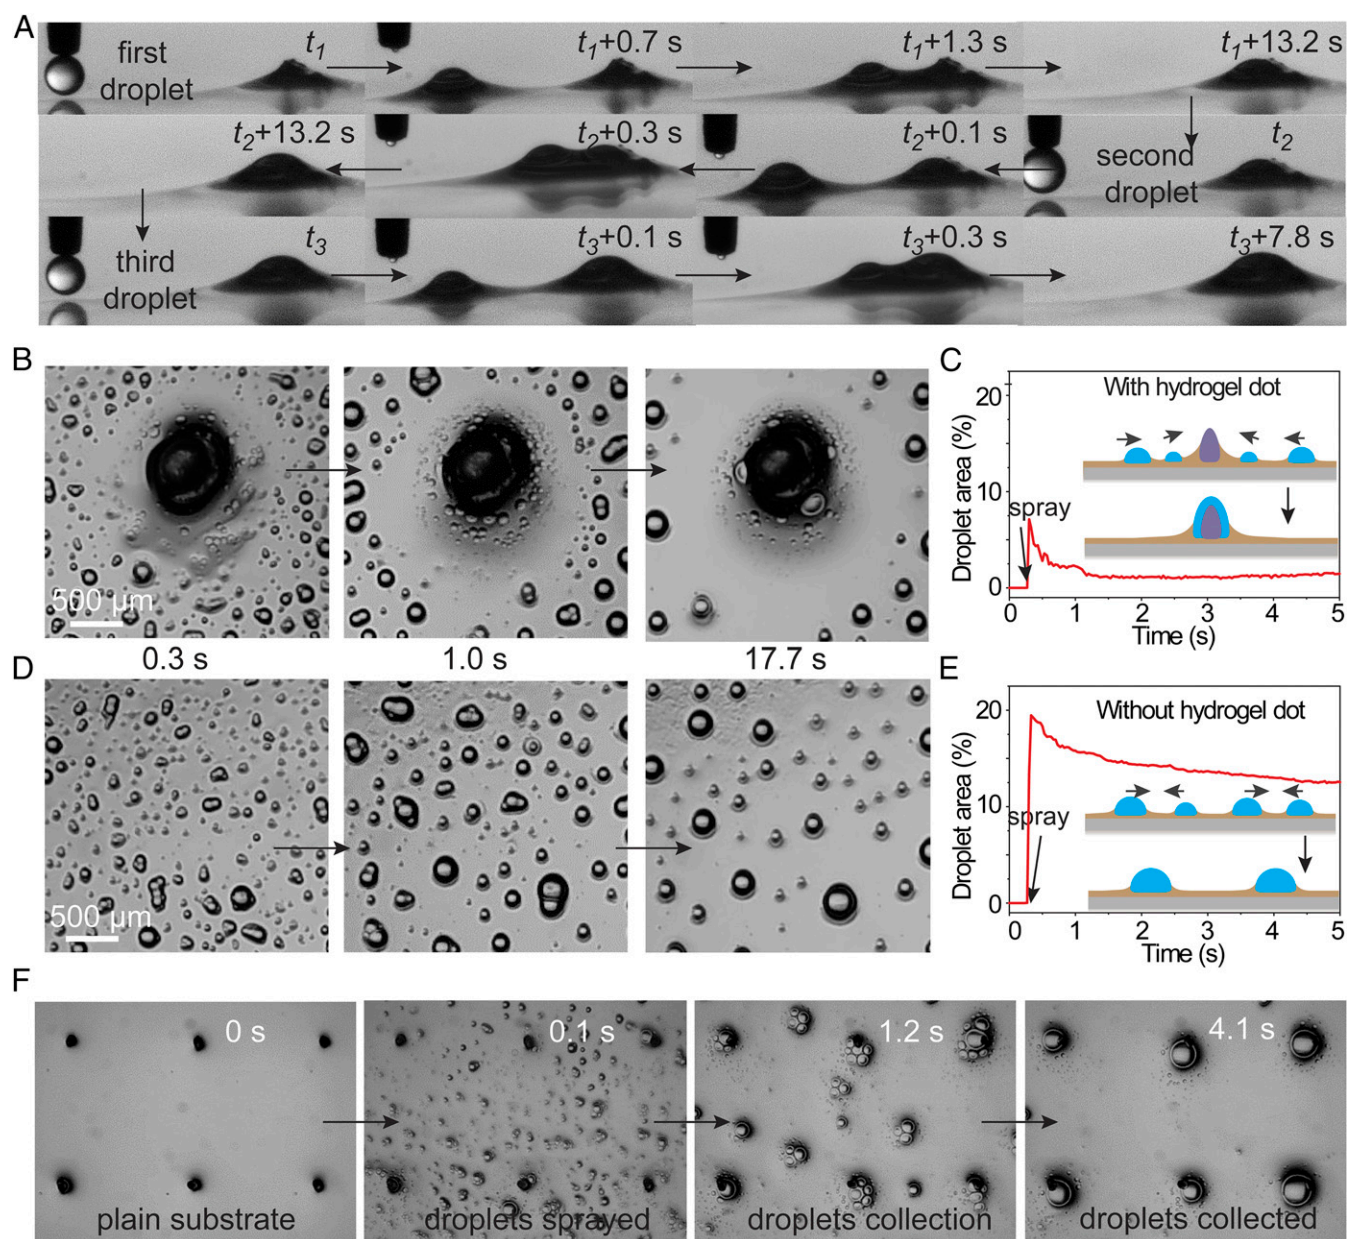 A
first
droplet
t1
t1+0.7 s
t1+1.3 s
t1+13.2 s
t2+13.2 s
t2+0.3 s
t2+0.1 s
second
droplet
t2
third
droplet
t3
t3+0.1 s
t3+0.3 s
t3+7.8 s
B
500 µm
C
With hydrogel dot
spray
Droplet area (%)
20
10
0
0 1 2 3 4 5
Time (s)
0.3 s
1.0 s
17.7 s
D
500 µm
E
Without hydrogel dot
spray
Droplet area (%)
20
10
0
0 1 2 3 4 5
Time (s)
F
0 s
plain substrate
0.1 s
droplets sprayed
1.2 s
droplets collection
4.1 s
droplets collected